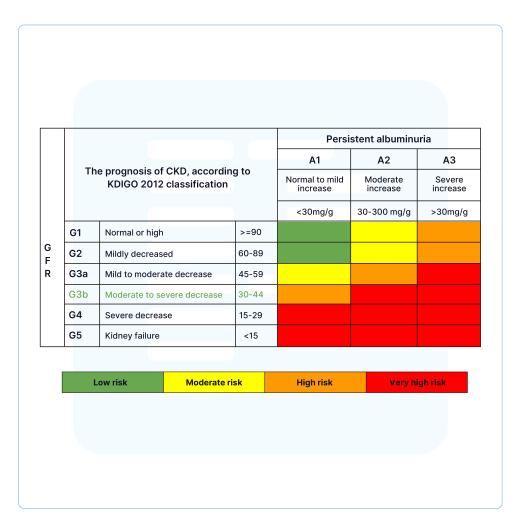 Persistent albuminuria
The prognosis of CKD, according to
KDIGO 2012 classification
A1 A2 A3
Normal to mild
increase
Moderate
increase
Severe
increase
<30mg/g 30-300 mg/g >30mg/g
GFR
G1 Normal or high >=90
G2 Mildly decreased 60-89
G3a Mild to moderate decrease 45-59
G3b Moderate to severe decrease 30-44
G4 Severe decrease 15-29
G5 Kidney failure <15
Low risk Moderate risk High risk Very high risk